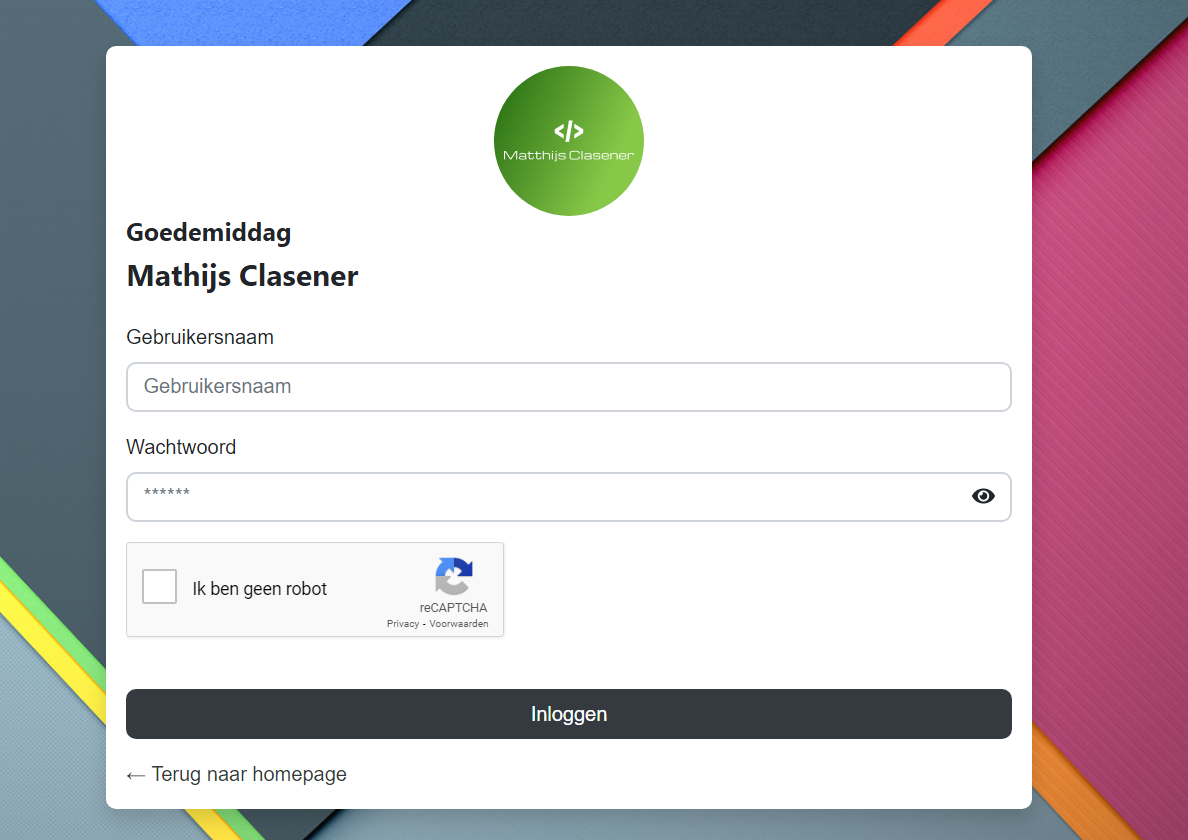 </>
Matthijs Clasener
Goedemiddag
Mathijs Clasener
Gebruikersnaam
Gebruikersnaam
Wachtwoord
******
Ik ben geen robot
reCAPTCHA
Privacy - Voorwaarden
Inloggen
← Terug naar homepage